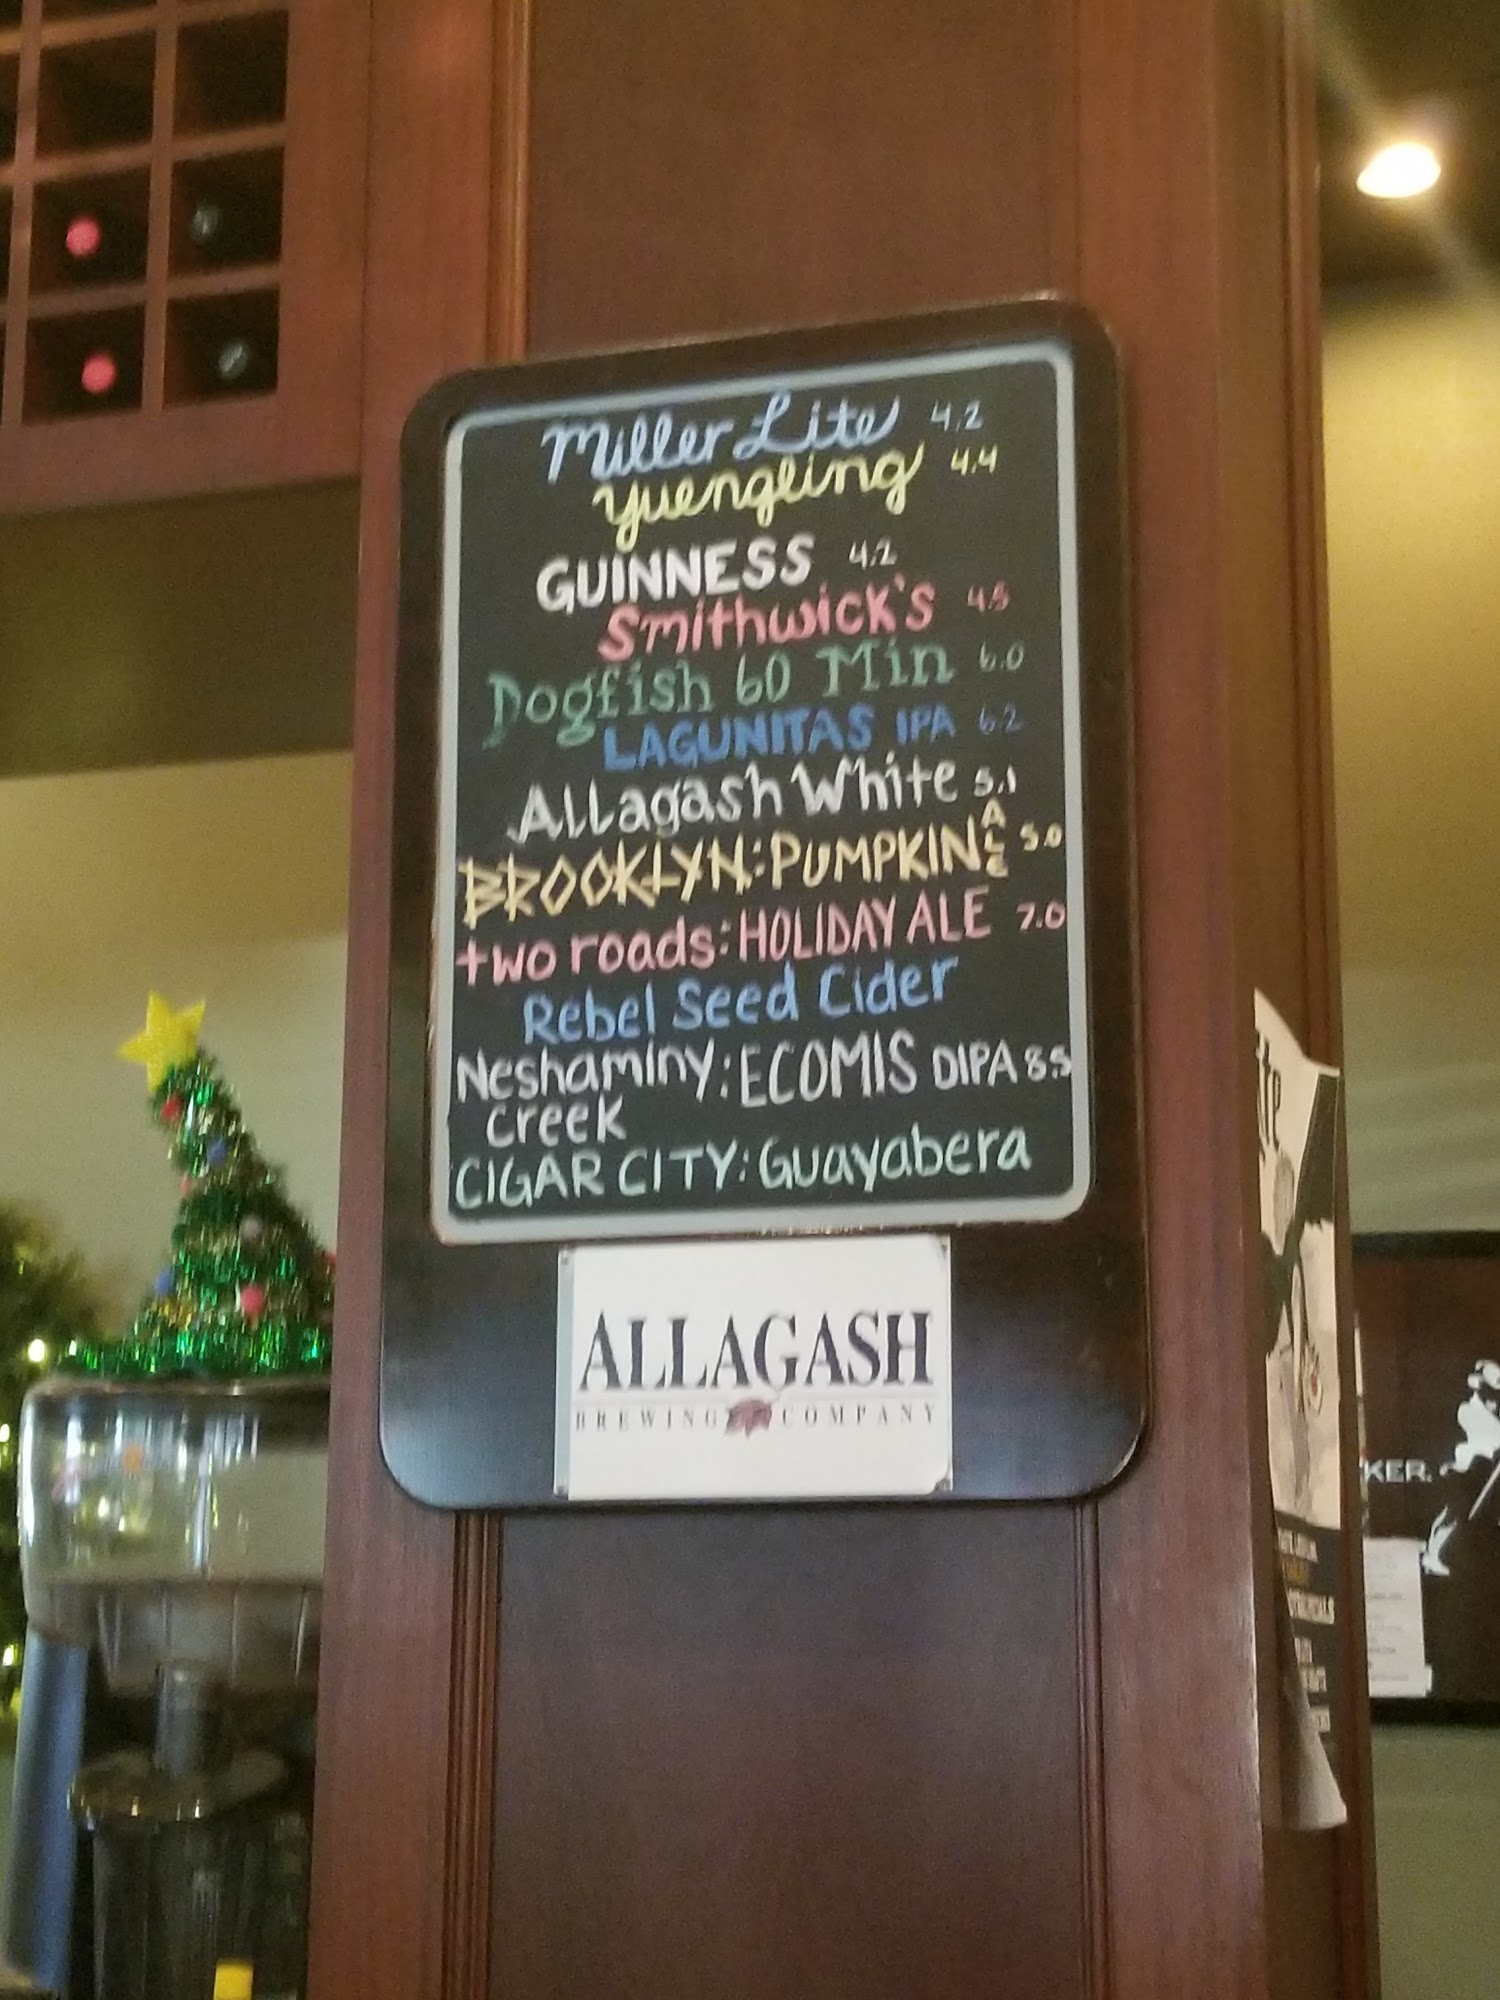 Miller Lite 4.2
Yuengling 4.4
GUINNESS 4.2
Smithwick's 4.5
Dogfish 60 Min 6.0
LAGUNITAS IPA 6.2
Allagash White 5.1
BROOKLYN: PUMPKIN ALE 5.0
two roads: HOLIDAY ALE 7.0
Rebel Seed Cider
Neshaminy: ECOMIS DIPA 8.5
Creek
CIGAR CITY: Guayabera
ALLAGASH
BREWING COMPANY
KER.